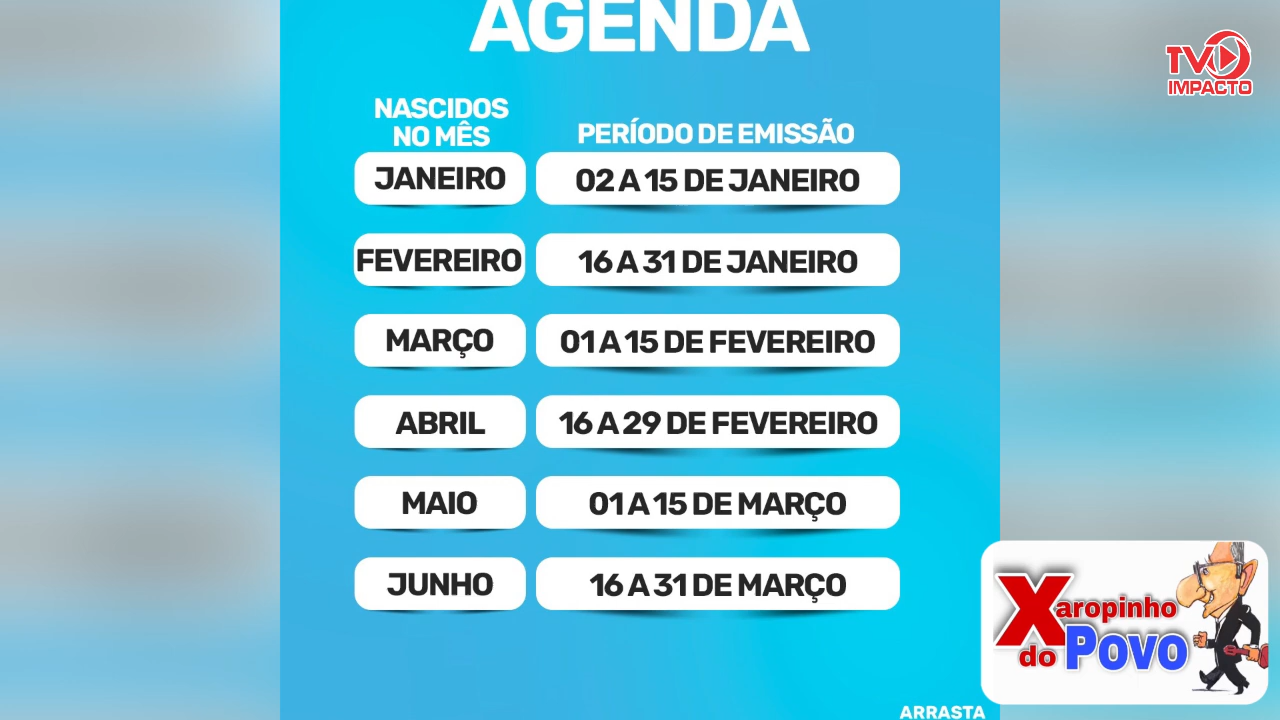 AGENDA
TV
IMPACTO
NASCIDOS
NO MÊS
PERÍODO DE EMISSÃO
JANEIRO 02 A 15 DE JANEIRO
FEVEREIRO 16 A 31 DE JANEIRO
MARÇO 01 A 15 DE FEVEREIRO
ABRIL 16 A 29 DE FEVEREIRO
MAIO 01 A 15 DE MARÇO
JUNHO 16 A 31 DE MARÇO
Xaropinho
do Povo
ARRASTA